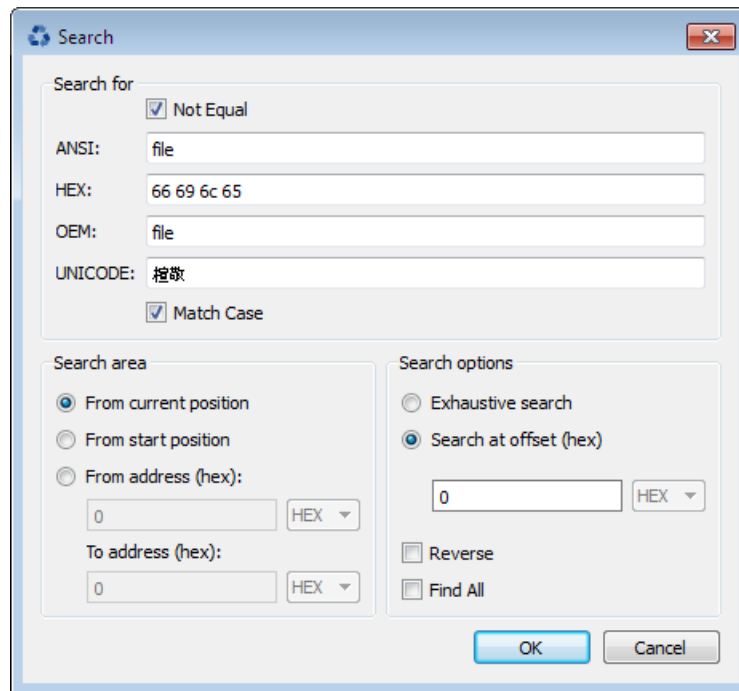 Search
Search for
Not Equal
ANSI: file
HEX: 66 69 6c 65
OEM: file
UNICODE: 楦敬
Match Case
Search area
From current position
From start position
From address (hex):
0 HEX
To address (hex):
0 HEX
Search options
Exhaustive search
Search at offset (hex)
0 HEX
Reverse
Find All
OK Cancel